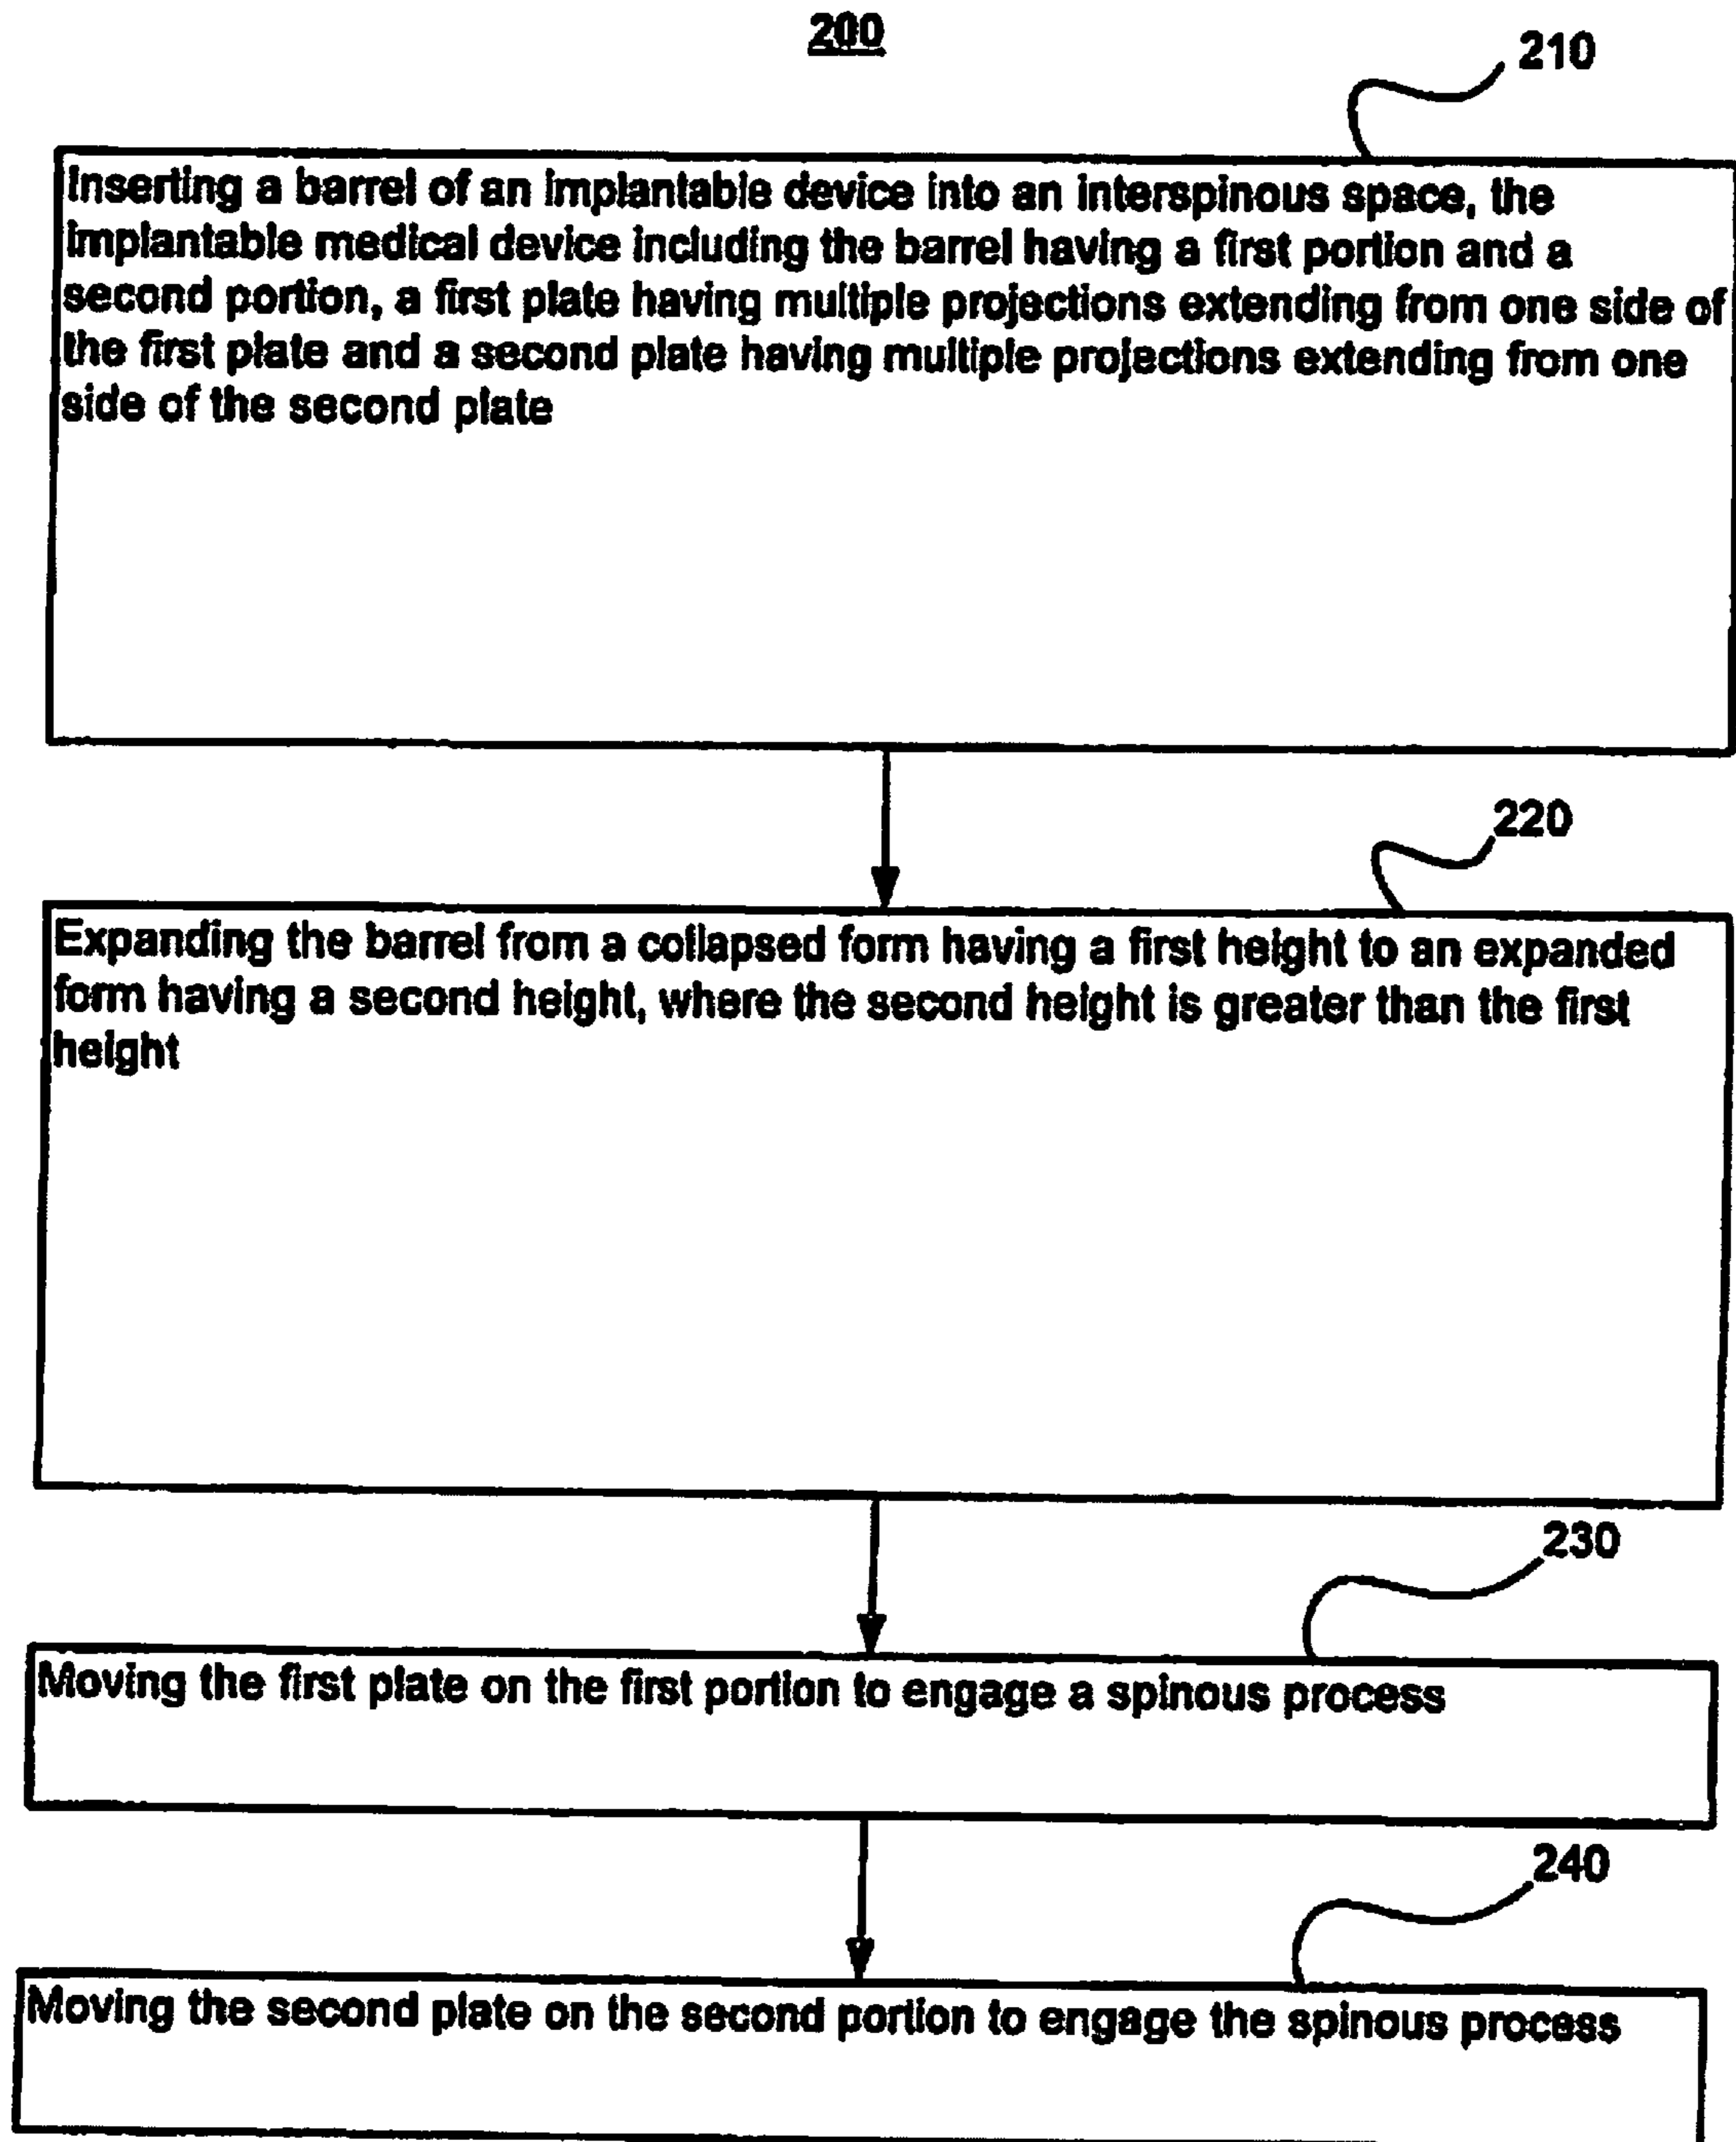 200
210
Inserting a barrel of an implantable device into an interspinous space, the
implantable medical device including the barrel having a first portion and a
second portion, a first plate having multiple projections extending from one side of
the first plate and a second plate having multiple projections extending from one
side of the second plate
220
Expanding the barrel from a collapsed form having a first height to an expanded
form having a second height, where the second height is greater than the first
height
230
Moving the first plate on the first portion to engage a spinous process
240
Moving the second plate on the second portion to engage the spinous process